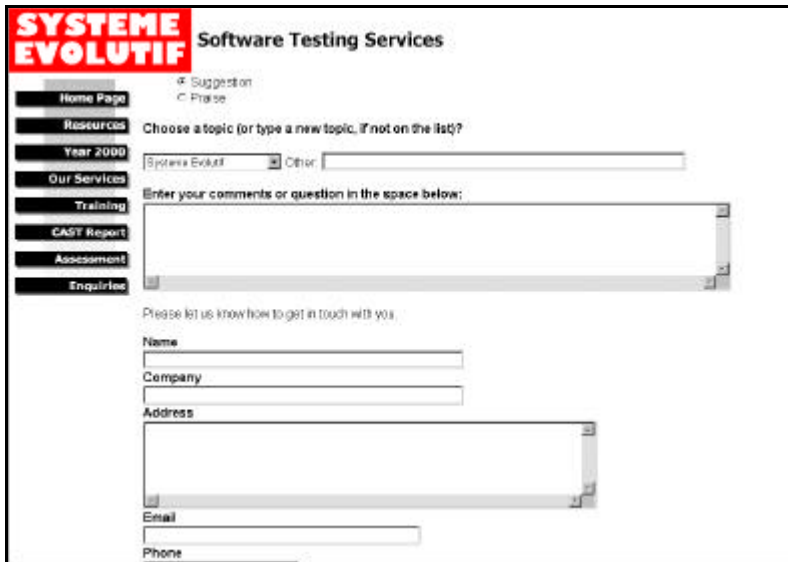 SYSTEME
EVOLUTIF
Software Testing Services
Suggestion
Praise
Home Page
Resources
Year 2000
Our Services
Training
CAST Report
Assessment
Enquiries
Choose a topic (or type a new topic, if not on the list)?
Systeme Evolutif Other:
Enter your comments or question in the space below:
Please let us know how to get in touch with you
Name
Company
Address
Email
Phone